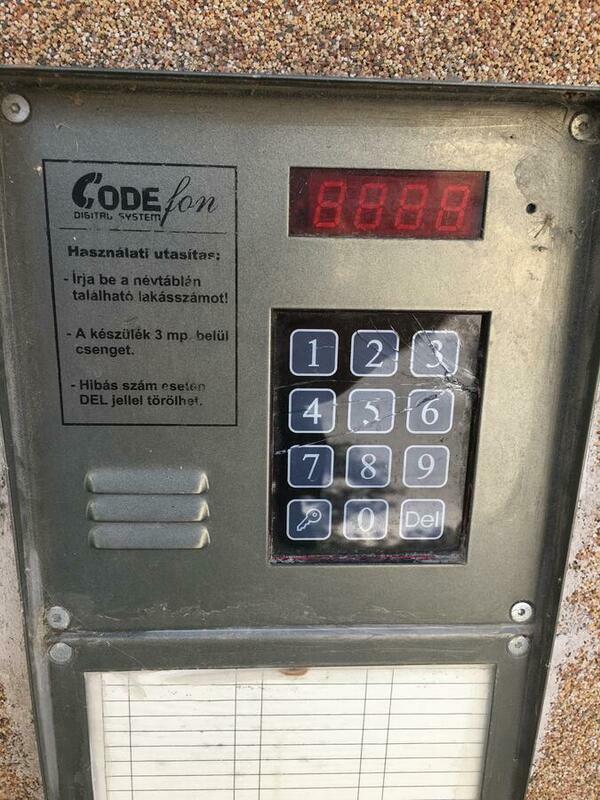 CODE fon
DIGITAL SYSTEM
Használati utasítás:
- Írja be a névtáblán
található lakásszámot!
- A készülék 3 mp. belül
csenget.
- Hibás szám esetén
DEL jellel törölhet.
8888
1 2 3
4 5 6
7 8 9
0 Del